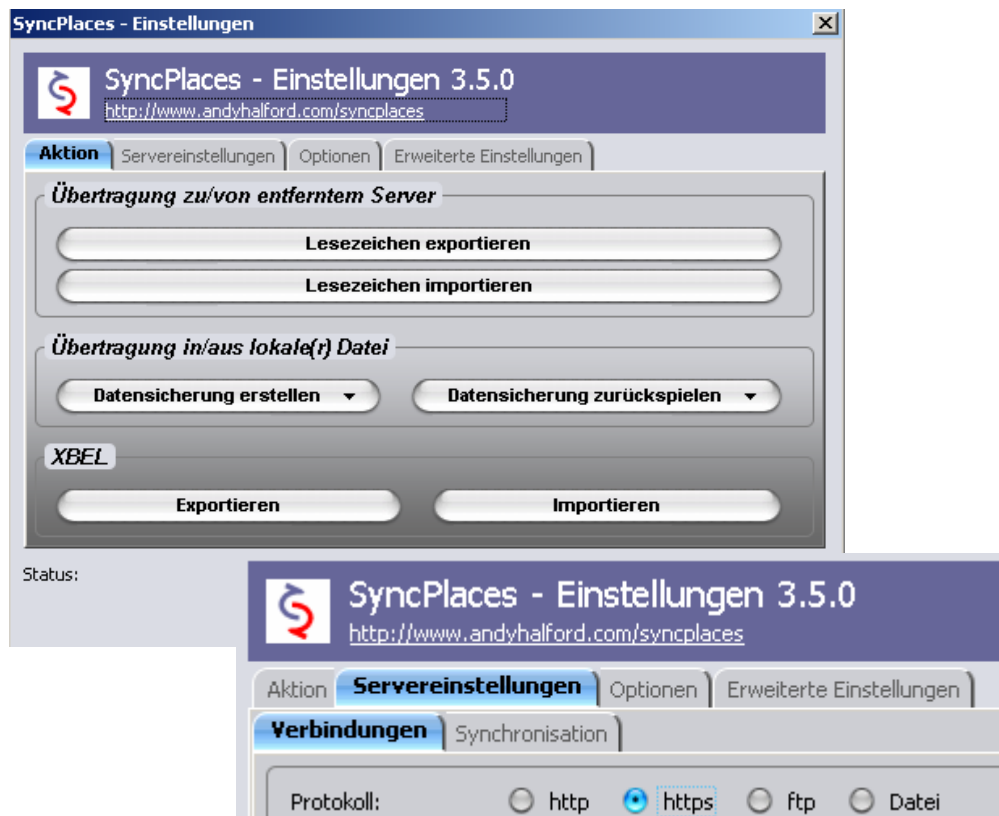 SyncPlaces - Einstellungen
SyncPlaces - Einstellungen 3.5.0
http://www.andyhalford.com/syncplaces
Aktion Servereinstellungen Optionen Erweiterte Einstellungen
Übertragung zu/von entferntem Server
Lesezeichen exportieren
Lesezeichen importieren
Übertragung in/aus lokale(r) Datei
Datensicherung erstellen Datensicherung zurückspielen
XBEL
Exportieren Importieren
Status:
SyncPlaces - Einstellungen 3.5.0
http://www.andyhalford.com/syncplaces
Aktion Servereinstellungen Optionen Erweiterte Einstellungen
Verbindungen Synchronisation
Protokoll: http https ftp Datei